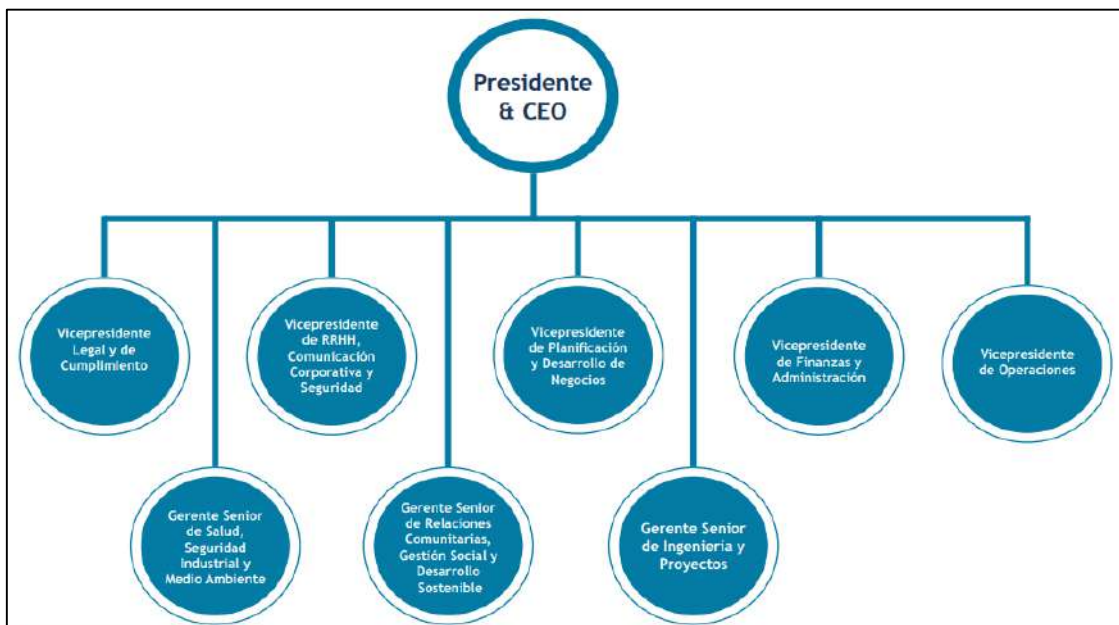 Presidente
& CEO
Vicepresidente
Legal y de
Cumplimiento
Vicepresidente
de RRHH,
Comunicación
Corporativa y
Seguridad
Vicepresidente
de Planificación
y Desarrollo de
Negocios
Vicepresidente
de Finanzas y
Administración
Vicepresidente
de Operaciones
Gerente Senior
de Salud,
Seguridad
Industrial y
Medio Ambiente
Gerente Senior
de Relaciones
Comunitarias,
Gestión Social y
Desarrollo
Sostenible
Gerente Senior
de Ingeniería y
Proyectos